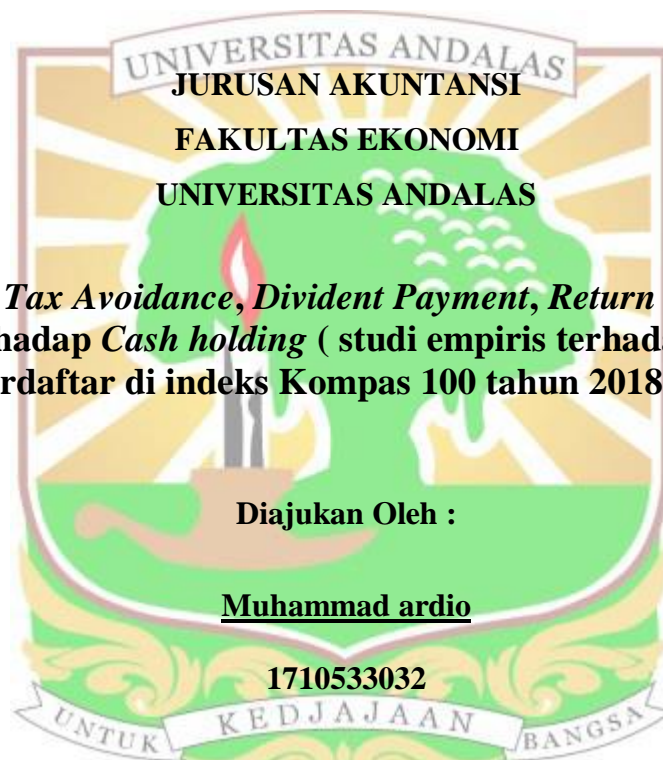 UNIVERSITAS ANDALAS
JURUSAN AKUNTANSI
FAKULTAS EKONOMI
UNIVERSITAS ANDALAS
Tax Avoidance, Divident Payment, Return
hadap Cash holding ( studi empiris terhada
rdaftar di indeks Kompas 100 tahun 2018
Diajukan Oleh :
Muhammad ardio
1710533032
UNTUK KEDJAJAAN BANGSA